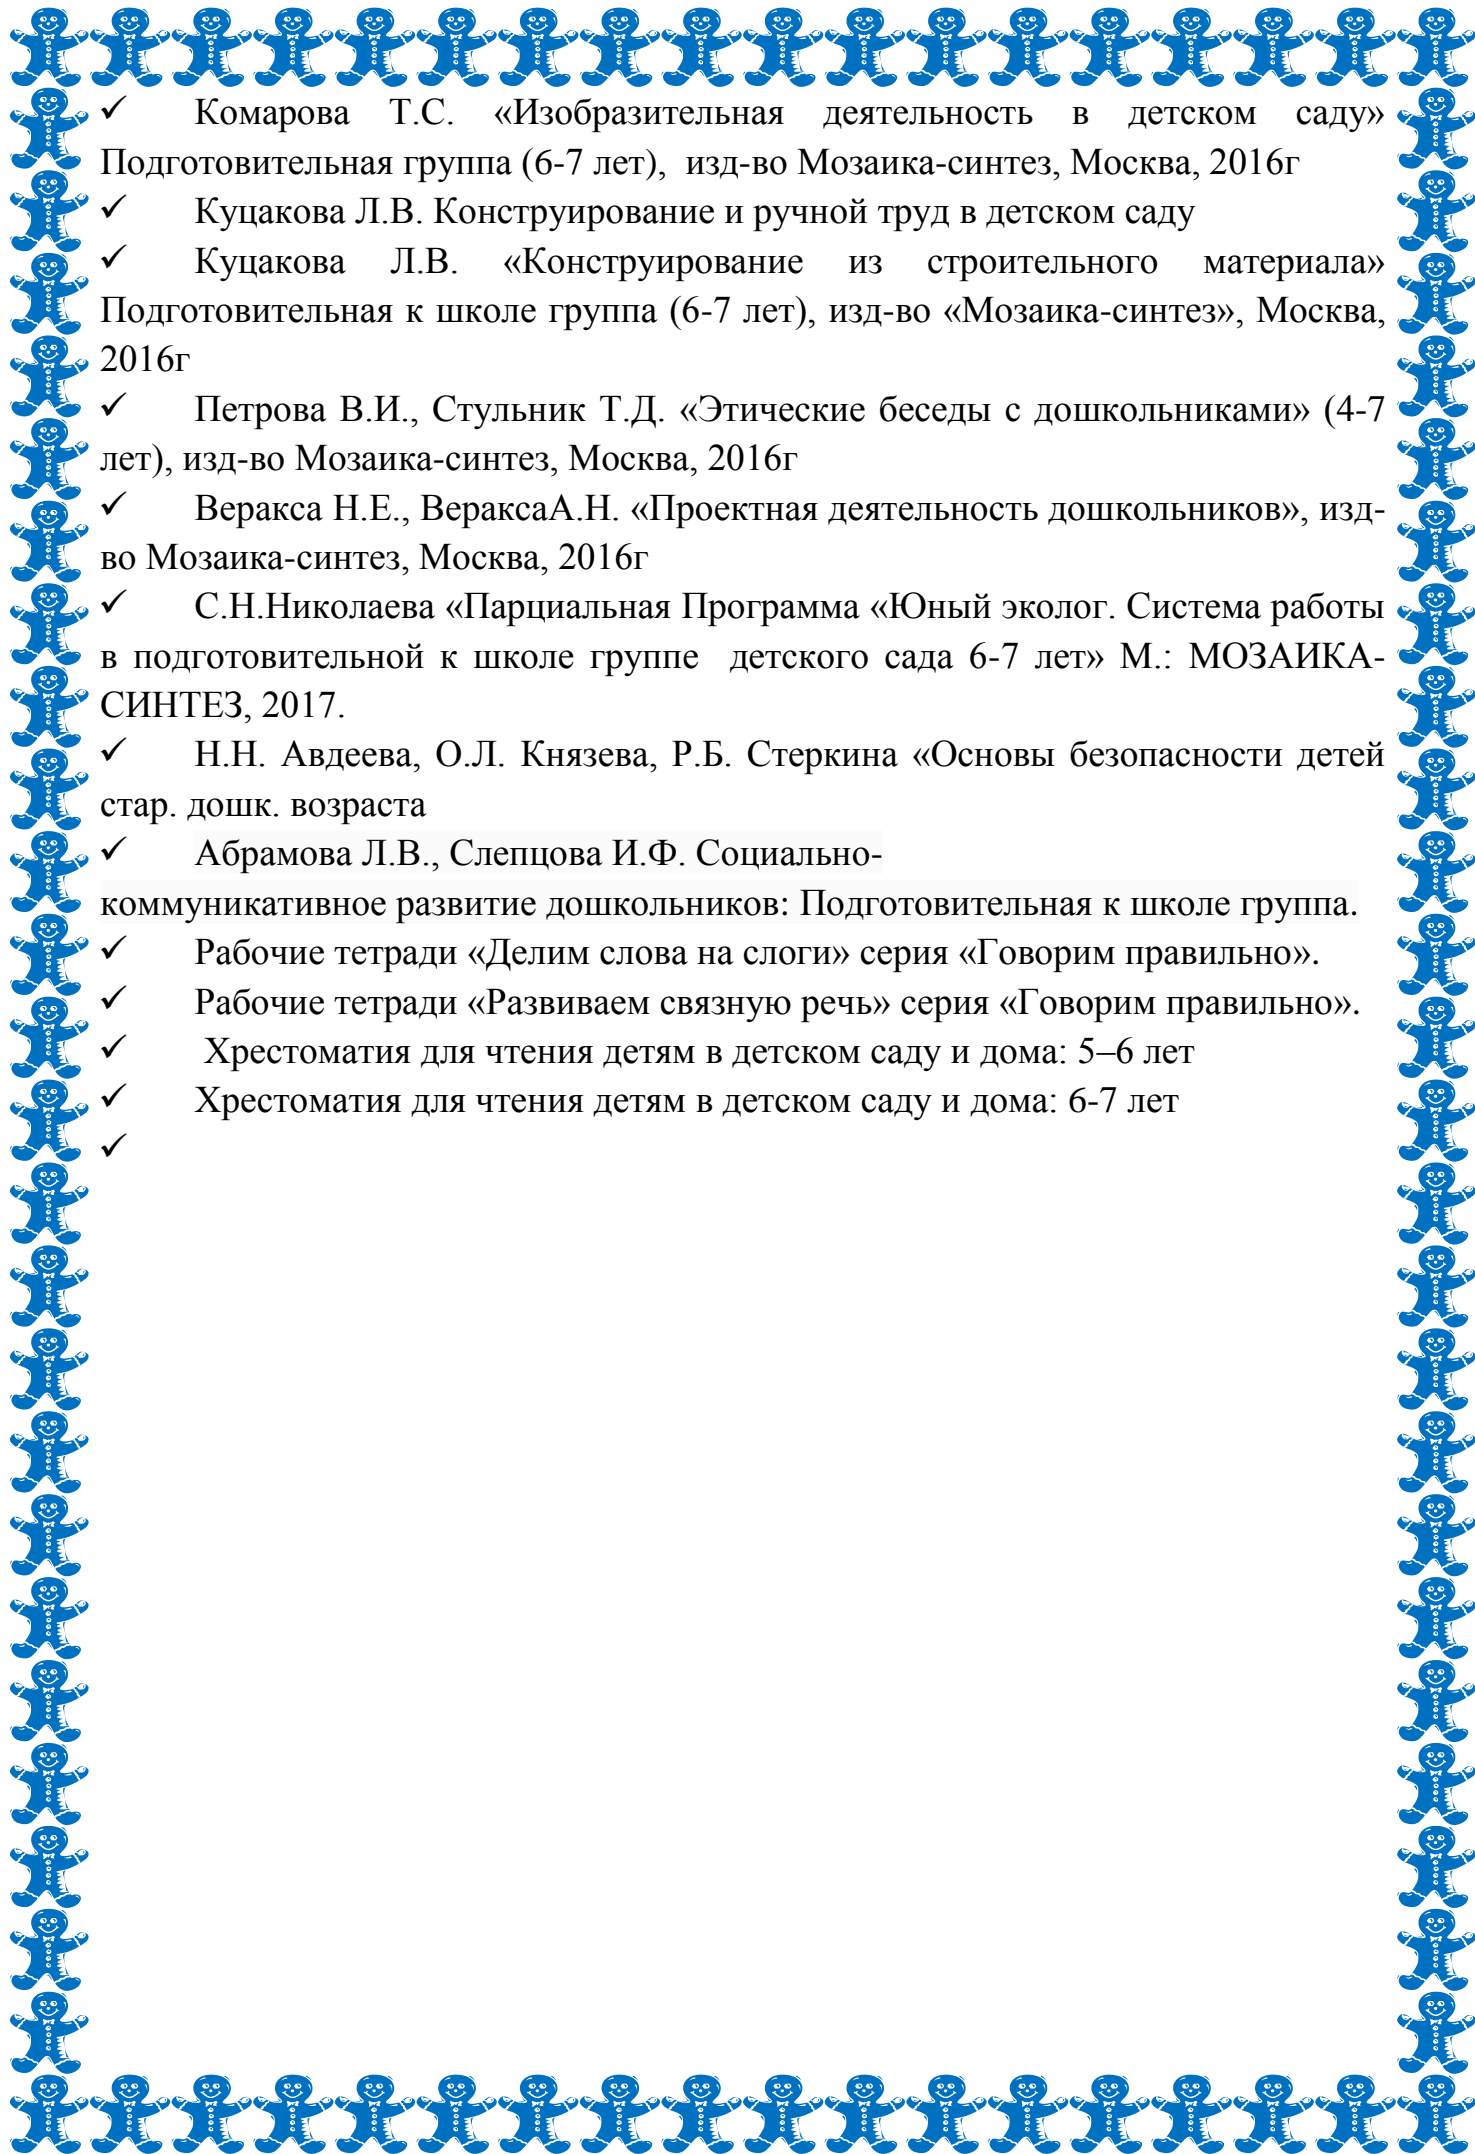 ✓ Комарова Т.С. «Изобразительная деятельность в детском саду»
Подготовительная группа (6-7 лет),  изд-во Мозаика-синтез, Москва, 2016г
✓ Куцакова Л.В. Конструирование и ручной труд в детском саду
✓ Куцакова Л.В. «Конструирование из строительного материала»
Подготовительная к школе группа (6-7 лет), изд-во «Мозаика-синтез», Москва,
2016г
✓ Петрова В.И., Стульник Т.Д. «Этические беседы с дошкольниками» (4-7
лет), изд-во Мозаика-синтез, Москва, 2016г
✓ Веракса Н.Е., ВераксаА.Н. «Проектная деятельность дошкольников», изд-
во Мозаика-синтез, Москва, 2016г
✓ С.Н.Николаева «Парциальная Программа «Юный эколог. Система работы
в подготовительной к школе группе  детского сада 6-7 лет» М.: МОЗАИКА-
СИНТЕЗ, 2017.
✓ Н.Н. Авдеева, О.Л. Князева, Р.Б. Стеркина «Основы безопасности детей
стар. дошк. возраста
✓ Абрамова Л.В., Слепцова И.Ф. Социально-
коммуникативное развитие дошкольников: Подготовительная к школе группа.
✓ Рабочие тетради «Делим слова на слоги» серия «Говорим правильно».
✓ Рабочие тетради «Развиваем связную речь» серия «Говорим правильно».
✓ Хрестоматия для чтения детям в детском саду и дома: 5–6 лет
✓ Хрестоматия для чтения детям в детском саду и дома: 6-7 лет
✓